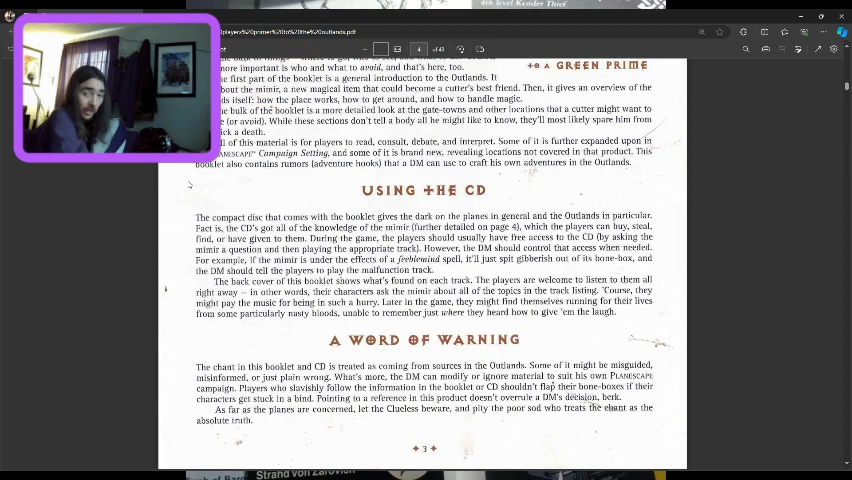 4th level Kender Thief
players%20primer%20to%20the%20outlands.pdf
4 of 43
more important is who and what to avoid, and that's here, too.
TO A GREEN PRIME
first part of the booklet is a general introduction to the Outlands. It
bout the mimir, a new magical item that could become a cutter's best friend. Then, it gives an overview of the
ds itself: how the place works, how to get around, and how to handle magic.
bulk of the booklet is a more detailed look at the gate-towns and other locations that a cutter might want to
(or avoid). While these sections don't tell a body all he might like to know, they'll most likely spare him from
ick a death.
ll of this material is for players to read, consult, debate, and interpret. Some of it is further expanded upon in
PLANESCAPE Campaign Setting, and some of it is brand new, revealing locations not covered in that product. This
booklet also contains rumors (adventure hooks) that a DM can use to craft his own adventures in the Outlands.
USING THE CD
The compact disc that comes with the booklet gives the dark on the planes in general and the Outlands in particular.
Fact is, the CD's got all of the knowledge of the mimir (further detailed on page 4), which the players can buy, steal,
find, or have given to them. During the game, the players should usually have free access to the CD (by asking the
mimir a question and then playing the appropriate track). However, the DM should control that access when needed.
For example, if the mimir is under the effects of a feeblemind spell, it'll just spit gibberish out of its bone-box, and
the DM should tell the players to play the malfunction track.
The back cover of this booklet shows what's found on each track. The players are welcome to listen to them all
right away — in other words, their characters ask the mimir about all of the topics in the track listing. 'Course, they
might pay the music for being in such a hurry. Later in the game, they might find themselves running for their lives
from some particularly nasty bloods, unable to remember just where they heard how to give 'em the laugh.
A WORD OF WARNING
The chant in this booklet and CD is treated as coming from sources in the Outlands. Some of it might be misguided,
misinformed, or just plain wrong. What's more, the DM can modify or ignore material to suit his own PLANESCAPE
campaign. Players who slavishly follow the information in the booklet or CD shouldn't flap their bone-boxes if their
characters get stuck in a bind. Pointing to a reference in this product doesn't overrule a DM's decision, berk.
As far as the planes are concerned, let the Clueless beware, and pity the poor sod who treats the chant as the
absolute truth.
3
Strahd von Zarovich